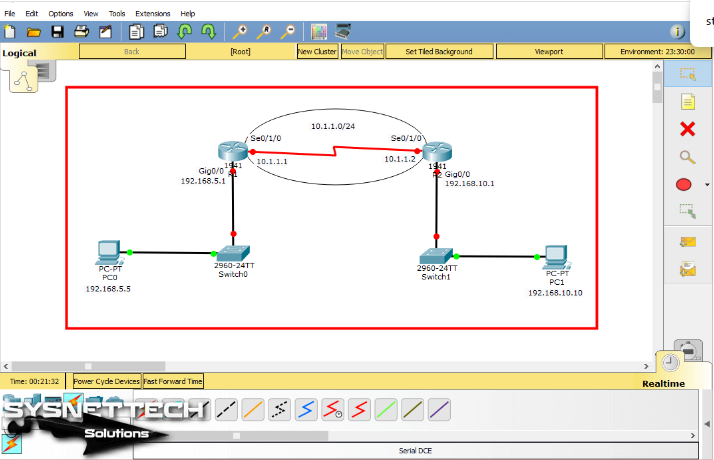 File Edit Options View Tools Extensions Help
Logical
Back
[Root]
New Cluster
Move Object
Set Tiled Background
Viewport
Environment: 23:30:00
i
st
10.1.1.0/24
Se0/1/0
Se0/1/0
1941
R1
10.1.1.1
10.1.1.2
1941
R2
Gig0/0
192.168.5.1
Gig0/0
192.168.10.1
PC-PT
PC0
192.168.5.5
2960-24TT
Switch0
2960-24TT
Switch1
PC-PT
PC1
192.168.10.10
Time: 00:21:32
Power Cycle Devices
Fast Forward Time
Realtime
SYSNETTECH
Solutions
Serial DCE